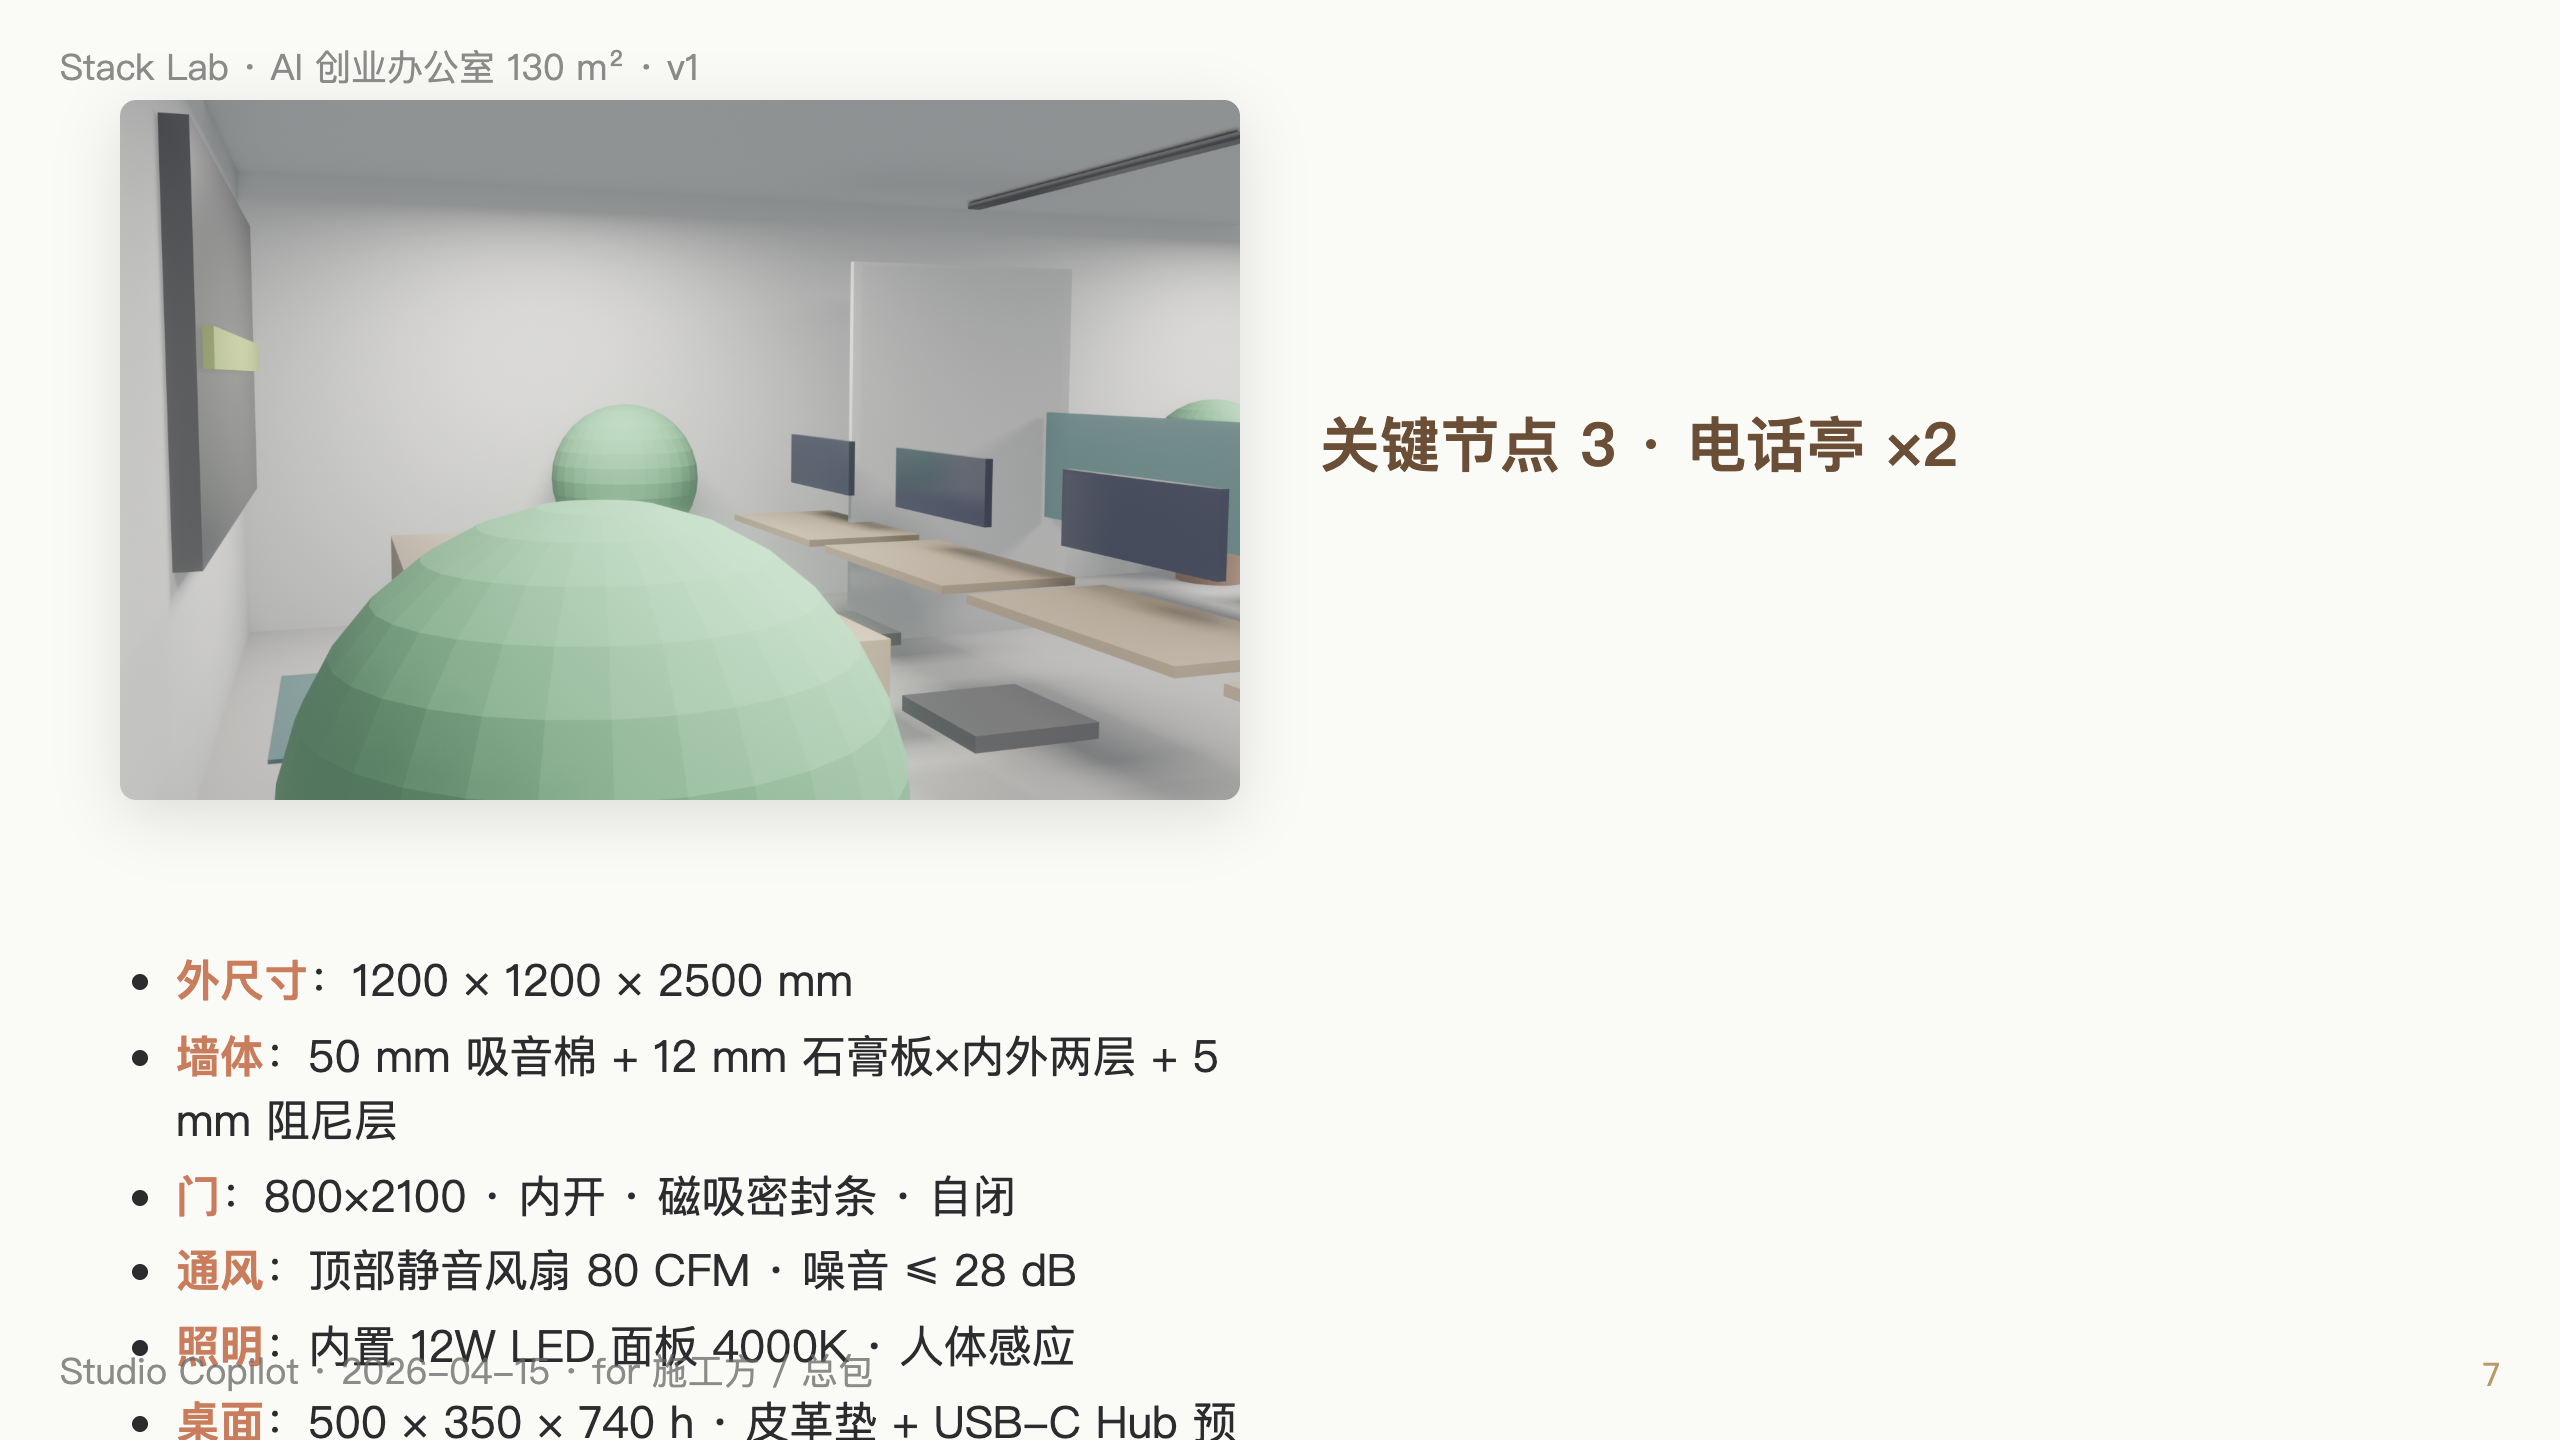 Stack Lab · AI 创业办公室 130 m² · v1
关键节点 3 · 电话亭 ×2
• 外尺寸：1200 × 1200 × 2500 mm
• 墙体：50 mm 吸音棉 + 12 mm 石膏板×内外两层 + 5
mm 阻尼层
• 门：800×2100 · 内开 · 磁吸密封条 · 自闭
• 通风：顶部静音风扇 80 CFM · 噪音 ≤ 28 dB
• 照明：内置 12W LED 面板 4000K · 人体感应
Studio Copilot · 2026-04-15 · for 施工方 / 总包
7
• 桌面：500 × 350 × 740 h · 皮革垫 + USB-C Hub 预